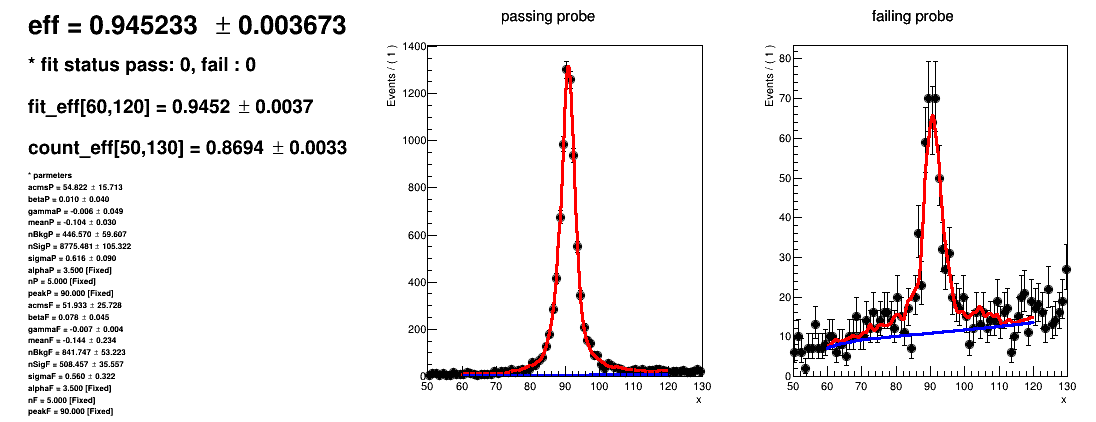 eff = 0.945233 ± 0.003673
* fit status pass: 0, fail : 0
fit_eff[60,120] = 0.9452 ± 0.0037
count_eff[50,130] = 0.8694 ± 0.0033
* parmeters
acmsP = 54.822 ± 15.713
betaP = 0.010 ± 0.040
gammaP = -0.006 ± 0.049
meanP = -0.104 ± 0.030
nBkgP = 446.570 ± 59.607
nSigP = 8775.481 ± 105.322
sigmaP = 0.616 ± 0.090
alphaP = 3.500 [Fixed]
nP = 5.000 [Fixed]
peakP = 90.000 [Fixed]
acmsF = 51.933 ± 25.728
betaF = 0.078 ± 0.045
gammaF = -0.007 ± 0.004
meanF = -0.144 ± 0.234
nBkgF = 841.747 ± 53.223
nSigF = 508.457 ± 35.557
sigmaF = 0.560 ± 0.322
alphaF = 3.500 [Fixed]
nF = 5.000 [Fixed]
peakF = 90.000 [Fixed]
passing probe
Events / ( 1 )
1400
1200
1000
800
600
400
200
0
50 60 70 80 90 100 110 120 130
x
failing probe
Events / ( 1 )
80
70
60
50
40
30
20
10
0
50 60 70 80 90 100 110 120 130
x